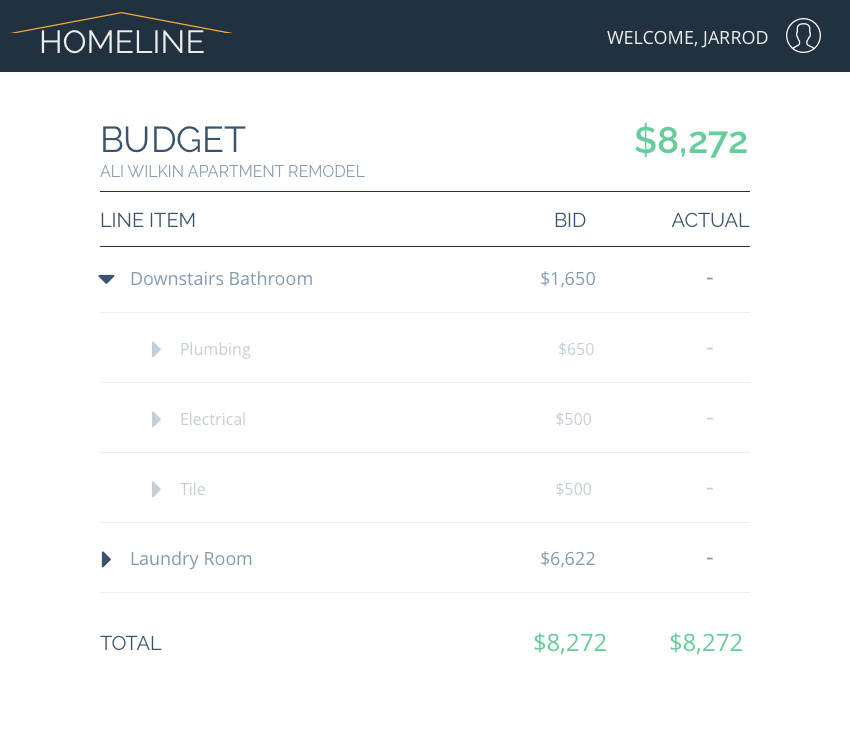 HOMELINE
WELCOME, JARROD
BUDGET
$8,272
ALI WILKIN APARTMENT REMODEL
LINE ITEM BID ACTUAL
Downstairs Bathroom $1,650 -
Plumbing $650 -
Electrical $500 -
Tile $500 -
Laundry Room $6,622 -
TOTAL $8,272 $8,272